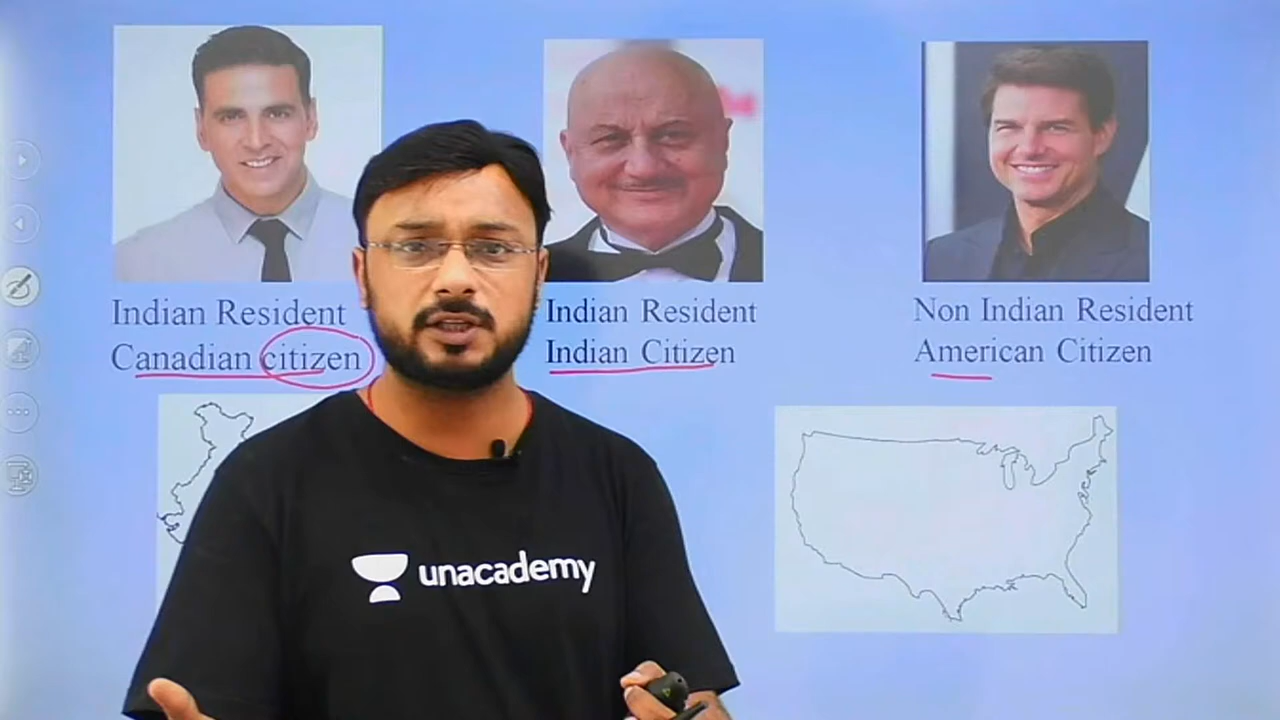 Indian Resident
Canadian citizen
Indian Resident
Indian Citizen
Non Indian Resident
American Citizen
unacademy